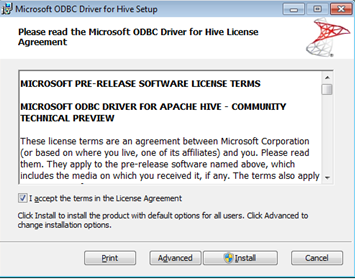 Microsoft ODBC Driver for Hive Setup
Please read the Microsoft ODBC Driver for Hive License
Agreement
MICROSOFT PRE-RELEASE SOFTWARE LICENSE TERMS
MICROSOFT ODBC DRIVER FOR APACHE HIVE - COMMUNITY
TECHNICAL PREVIEW
These license terms are an agreement between Microsoft Corporation
(or based on where you live, one of its affiliates) and you. Please read
them. They apply to the pre-release software named above, which
includes the media on which you received it, if any. The terms also apply
I accept the terms in the License Agreement
Click Install to install the product with default options for all users. Click Advanced to
change installation options.
Print
Advanced
Install
Cancel